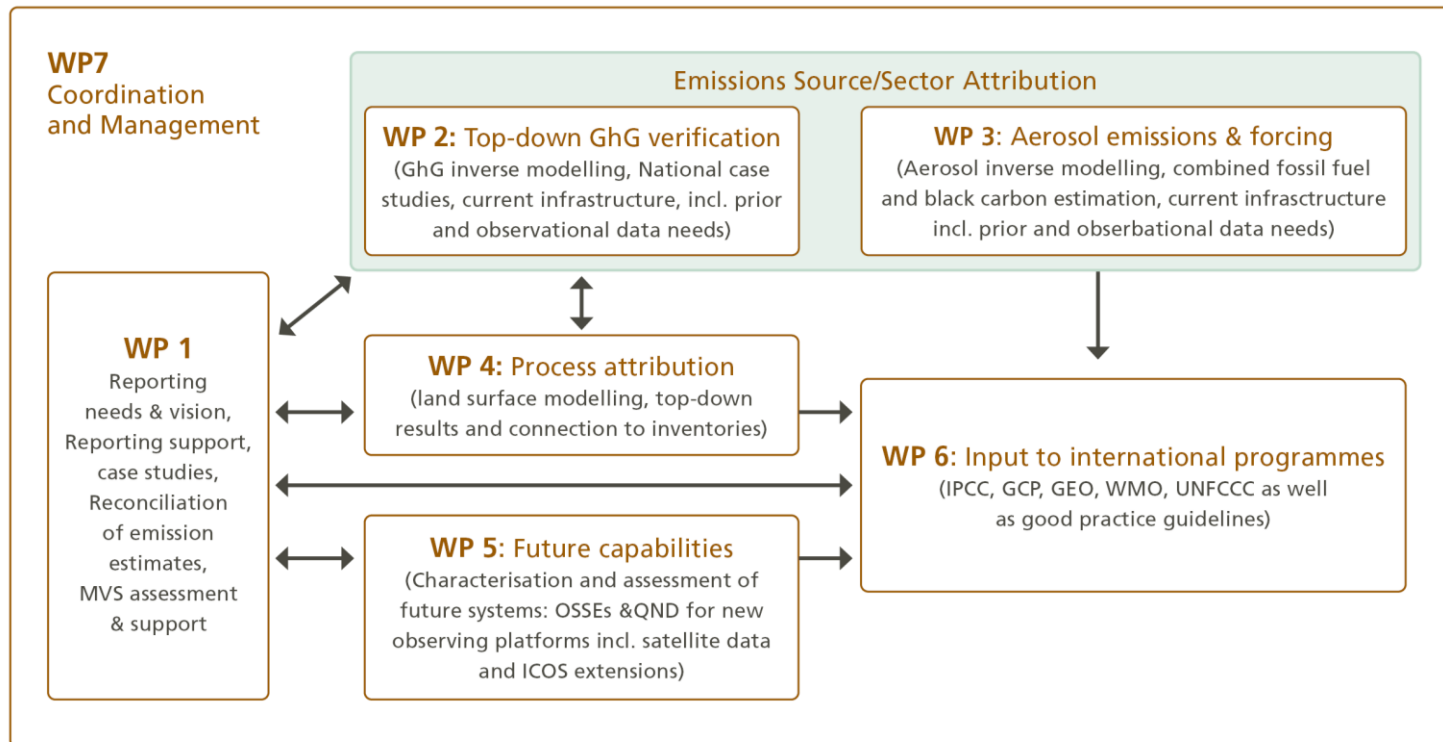 WP7
Coordination
and Management
Emissions Source/Sector Attribution
WP 2: Top-down GhG verification
(GhG inverse modelling, National case
studies, current infrastructure, incl. prior
and observational data needs)
WP 3: Aerosol emissions & forcing
(Aerosol inverse modelling, combined fossil fuel
and black carbon estimation, current infrasctructure
incl. prior and obserbational data needs)
WP 1
Reporting
needs & vision,
Reporting support,
case studies,
Reconciliation
of emission
estimates,
MVS assessment
& support
WP 4: Process attribution
(land surface modelling, top-down
results and connection to inventories)
WP 5: Future capabilities
(Characterisation and assessment of
future systems: OSSEs &QND for new
observing platforms incl. satellite data
and ICOS extensions)
WP 6: Input to international programmes
(IPCC, GCP, GEO, WMO, UNFCCC as well
as good practice guidelines)